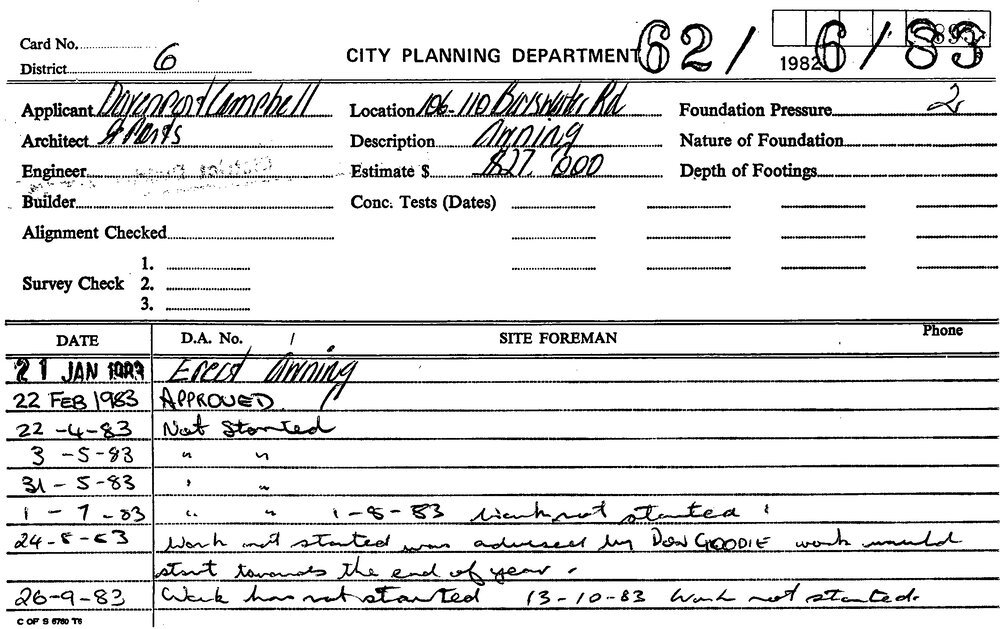 Card No.
District 6
CITY PLANNING DEPARTMENT
62/6/83
1982
Applicant Davenport Campbell
Location 106-110 Bayswater Rd
Foundation Pressure 2
Architect & Ptnrs
Description Awning
Nature of Foundation
Engineer
Estimate $ $27,000
Depth of Footings
Builder
Conc. Tests (Dates)
Alignment Checked
Survey Check
1.
2.
3.
DATE D.A. No. SITE FOREMAN Phone
21 JAN 1983 Erect Awning
22 FEB 1983 APPROVED.
22-4-83 Not Started
3-5-83 " "
31-5-83 " "
1-7-83 " " 1-8-83 Work not started
24-8-83 Work not started was advised by DON GOODIE work would
start towards the end of year.
26-9-83 Work has not started 13-10-83 Work not started.
C OF S 6760 T6